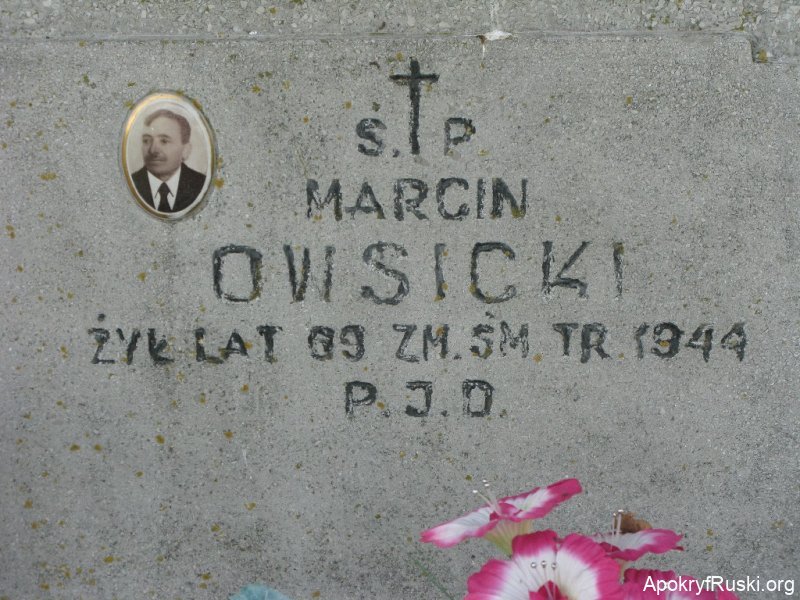 Ś. P
MARCIN
OWSICKI
ŻYŁ LAT 69 ZM. ŚM. TR. 1944
P. J. D.
ApokryfRuski.org